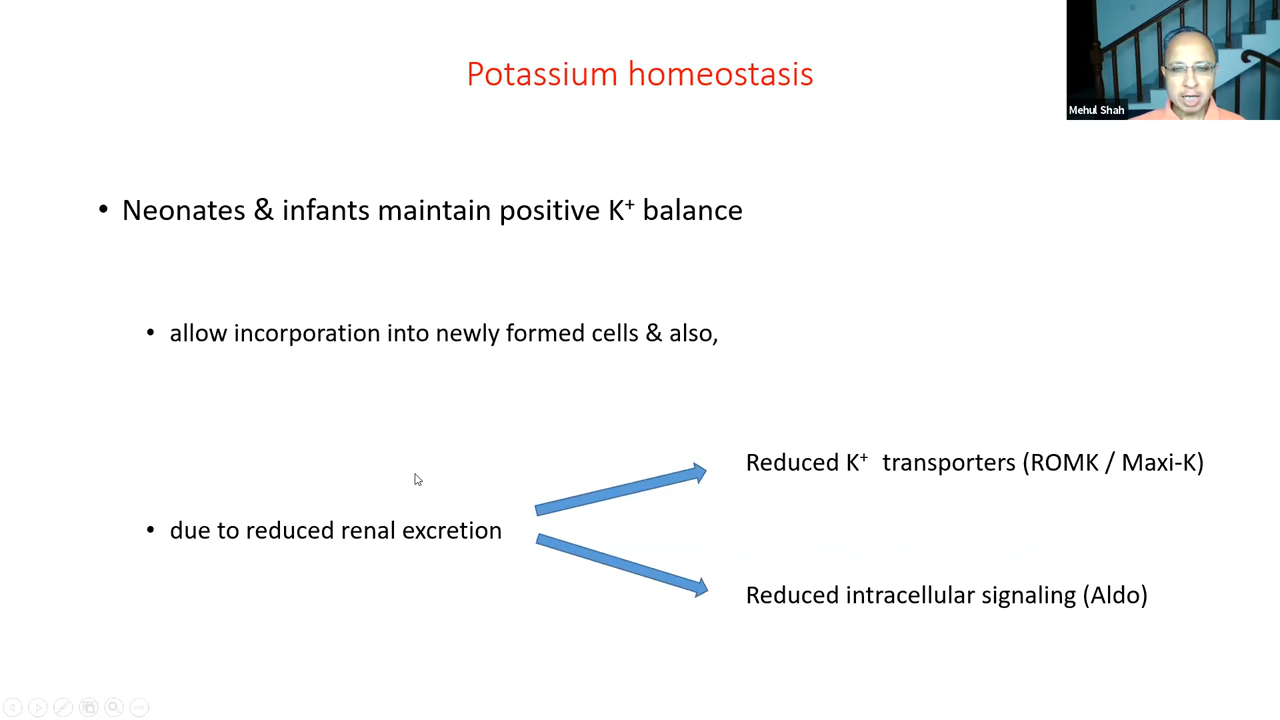 Potassium homeostasis
Mehul Shah
• Neonates & infants maintain positive K⁺ balance
• allow incorporation into newly formed cells & also,
• due to reduced renal excretion
Reduced K⁺ transporters (ROMK / Maxi-K)
Reduced intracellular signaling (Aldo)